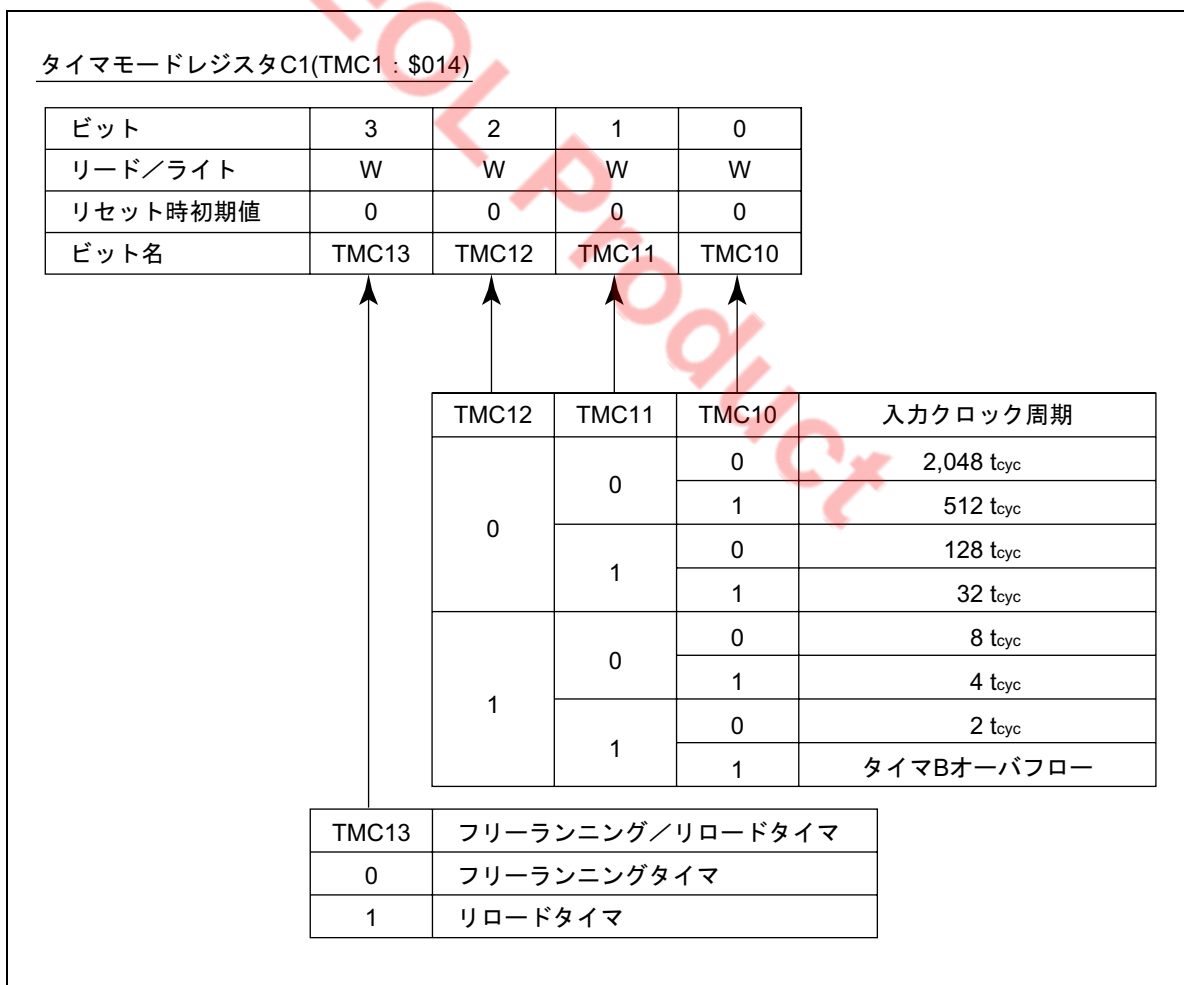 タイマモードレジスタC1(TMC1：$014)
ビット 3 2 1 0
リード／ライト W W W W
リセット時初期値 0 0 0 0
ビット名 TMC13 TMC12 TMC11 TMC10
TMC12 TMC11 TMC10 入力クロック周期
0 0 0 2,048 tcyc
1 512 tcyc
1 0 128 tcyc
1 32 tcyc
1 0 0 8 tcyc
1 4 tcyc
1 0 2 tcyc
1 タイマBオーバフロー
TMC13 フリーランニング／リロードタイマ
0 フリーランニングタイマ
1 リロードタイマ
EOL Product